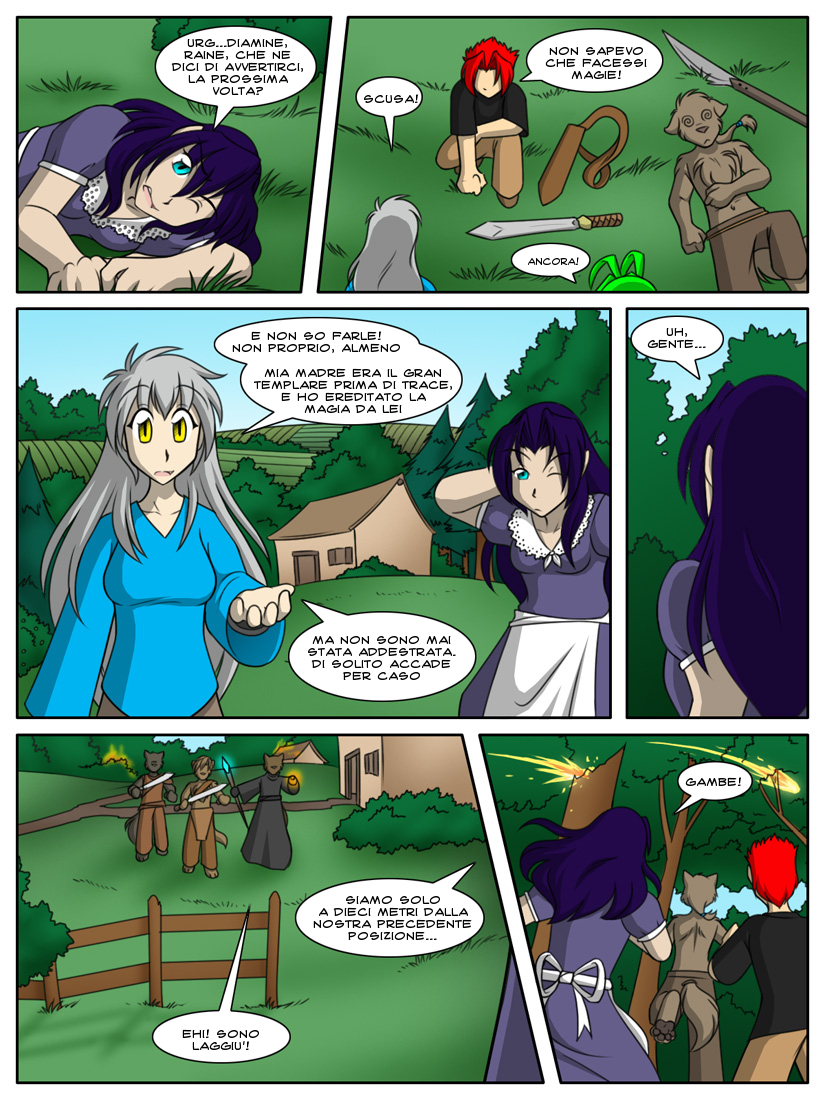 URG...DIAMINE,
RAINE, CHE NE
DICI DI AVVERTIRCI,
LA PROSSIMA
VOLTA?
NON SAPEVO
CHE FACESSI
MAGIE!
SCUSA!
ANCORA!
E NON SO FARLE!
NON PROPRIO, ALMENO
MIA MADRE ERA IL GRAN
TEMPLARE PRIMA DI TRACE,
E HO EREDITATO LA
MAGIA DA LEI
MA NON SONO MAI
STATA ADDESTRATA.
DI SOLITO ACCADE
PER CASO
UH,
GENTE...
SIAMO SOLO
A DIECI METRI DALLA
NOSTRA PRECEDENTE
POSIZIONE...
EHI! SONO
LAGGIU'!
GAMBE!